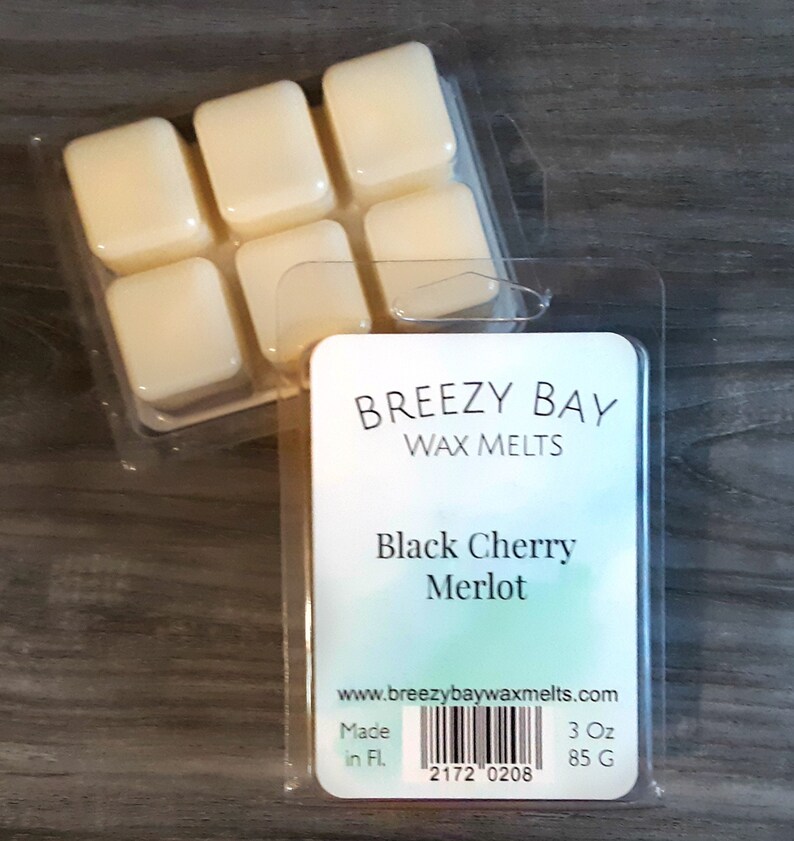 BREEZY BAY
WAX MELTS
Black Cherry
Merlot
www.breezybaywaxmelts.com
Made
in Fl.
2172 0208
3 Oz
85 G